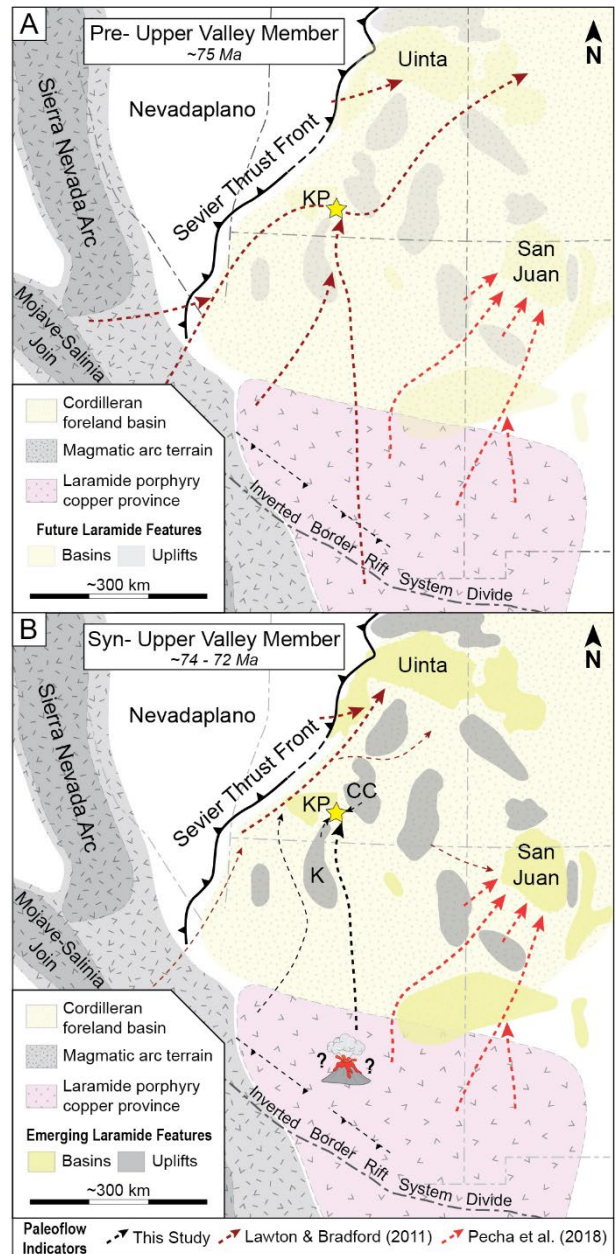 A
Pre- Upper Valley Member
~75 Ma
N
Uinta
Nevadaplano
Sierra Nevada Arc
Sevier Thrust Front
KP
San
Juan
Mojave-Salinia
Join
Cordilleran
foreland basin
Magmatic arc terrain
Laramide porphyry
copper province
Future Laramide Features
Basins
Uplifts
~300 km
Inverted Border Rift System Divide
B
Syn- Upper Valley Member
~74 - 72 Ma
N
Uinta
Nevadaplano
Sierra Nevada Arc
Sevier Thrust Front
CC
KP
K
San
Juan
Mojave-Salinia
Join
Cordilleran
foreland basin
Magmatic arc terrain
Laramide porphyry
copper province
? ?
Emerging Laramide Features
Basins
Uplifts
~300 km
Inverted Border Rift System Divide
Paleoflow
Indicators
This Study
Lawton & Bradford (2011)
Pecha et al. (2018)